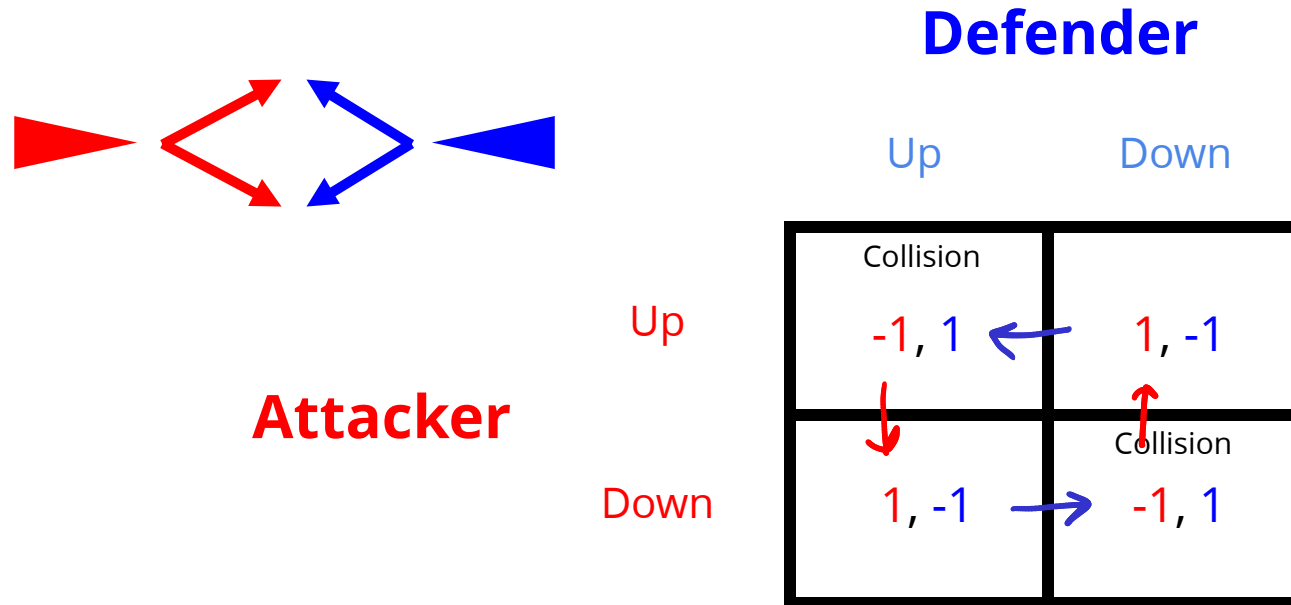 Defender
Up Down
Collision
Up -1, 1 1, -1
Attacker
Collision
Down 1, -1 -1, 1